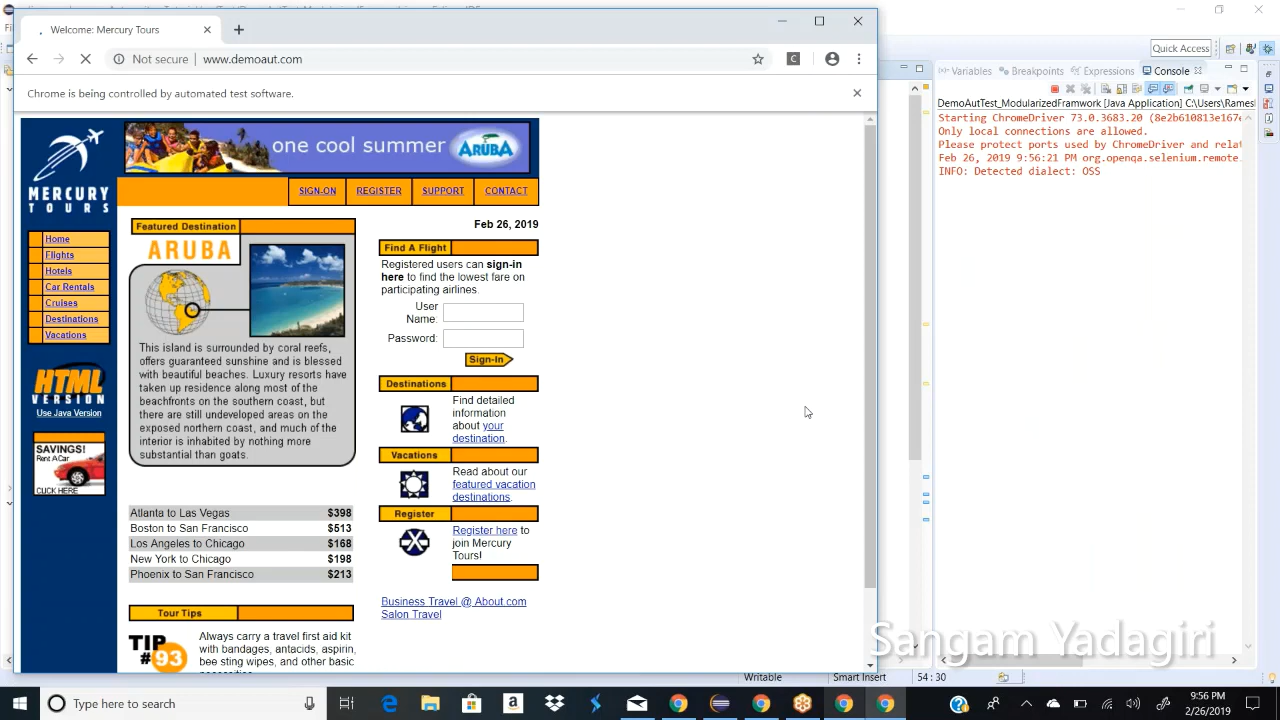 Welcome: Mercury Tours
Quick Access
Not secure
www.demoaut.com
Chrome is being controlled by automated test software.
Variables
Breakpoints
Expressions
Console
DemoAutTest_ModularizedFramwork [Java Application] C:\Users\Rames
Starting ChromeDriver 73.0.3683.20 (8e2b610813e167e
Only local connections are allowed.
Please protect ports used by ChromeDriver and relat
Feb 26, 2019 9:56:21 PM org.openqa.selenium.remote.
INFO: Detected dialect: OSS
MERCURY
TOURS
one cool summer
ARUBA
SIGN-ON
REGISTER
SUPPORT
CONTACT
Home
Flights
Hotels
Car Rentals
Cruises
Destinations
Vacations
HTML
VERSION
Use Java Version
SAVINGS!
Rent A Car
CLICK HERE
Featured Destination
ARUBA
This island is surrounded by coral reefs,
offers guaranteed sunshine and is blessed
with beautiful beaches. Luxury resorts have
taken up residence along most of the
beachfronts on the southern coast, but
there are still undeveloped areas on the
exposed northern coast, and much of the
interior is inhabited by nothing more
substantial than goats.
Atlanta to Las Vegas $398
Boston to San Francisco $513
Los Angeles to Chicago $168
New York to Chicago $198
Phoenix to San Francisco $213
Tour Tips
TIP
#93
Always carry a travel first aid kit
with bandages, antacids, aspirin,
bee sting wipes, and other basic
Feb 26, 2019
Find A Flight
Registered users can sign-in
here to find the lowest fare on
participating airlines.
User
Name:
Password:
Sign-In
Destinations
Find detailed
information
about your
destination.
Vacations
Read about our
featured vacation
destinations.
Register
Register here to
join Mercury
Tours!
Business Travel @ About.com
Salon Travel
Sangam Yadagiri
Writable
Smart Insert
54 : 30
Type here to search
9:56 PM
2/26/2019